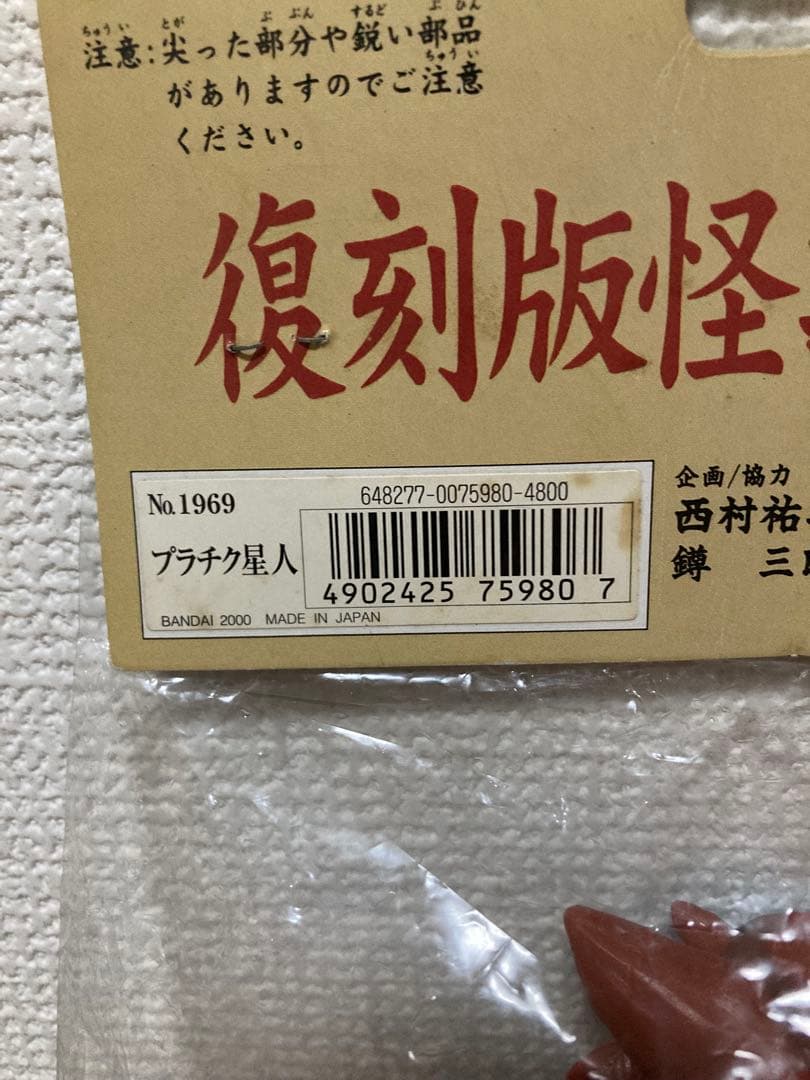 注意:尖った部分や鋭い部品
がありますのでご注意
ください。
復刻版怪
No.1969
648277-0075980-4800
プラチク星人
4902425 75980 7
BANDAI 2000 MADE IN JAPAN
企画/協力
西村祐
鐏 三